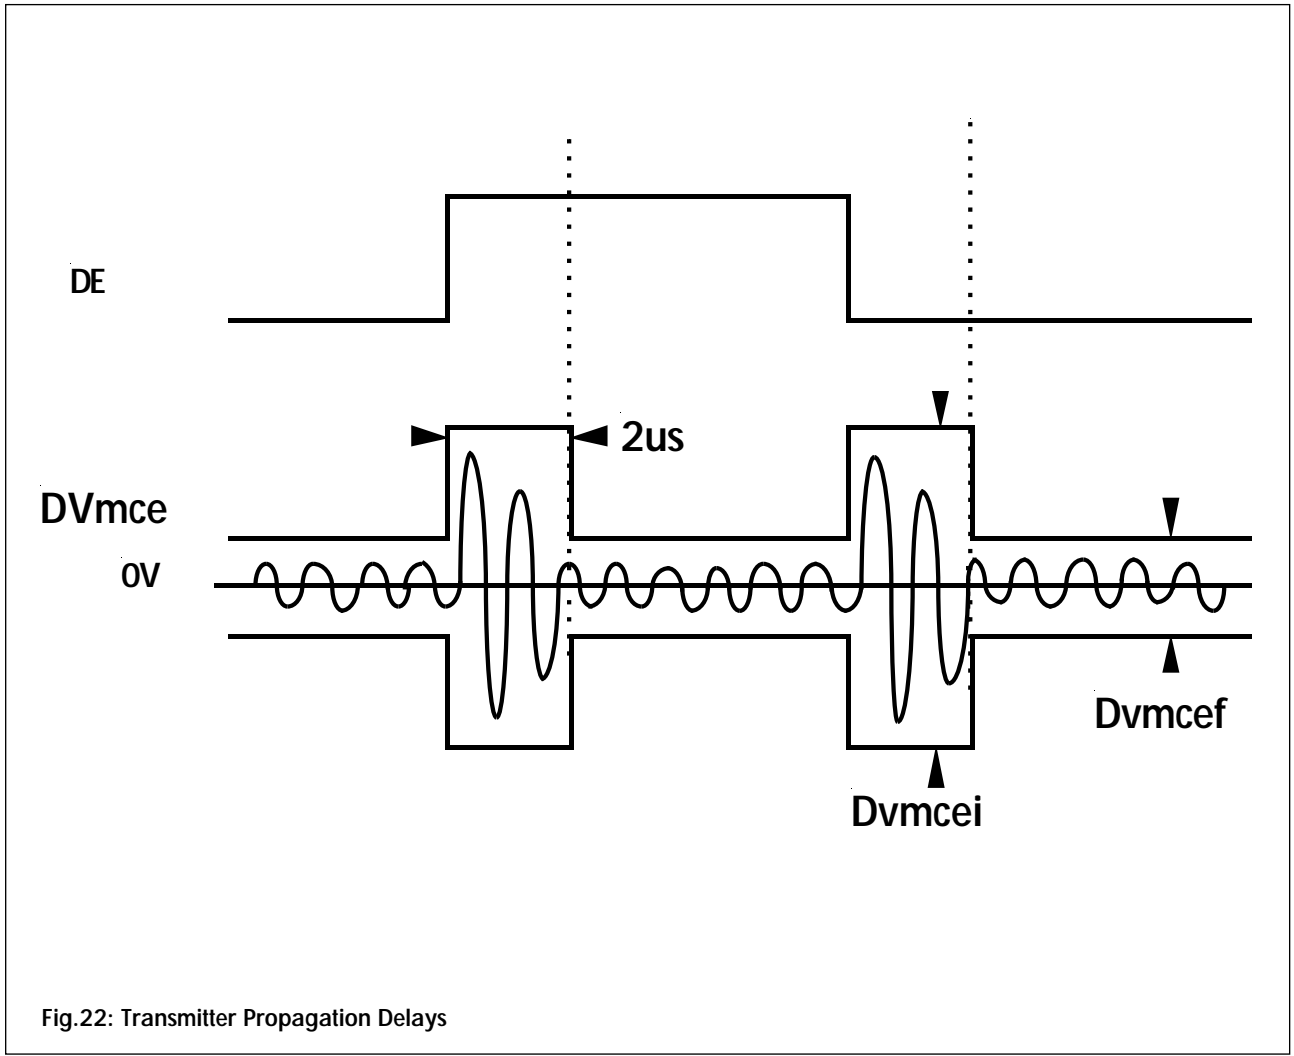 DE
2us
DVmce
0V
Dvmcef
Dvmcei
Fig.22: Transmitter Propagation Delays